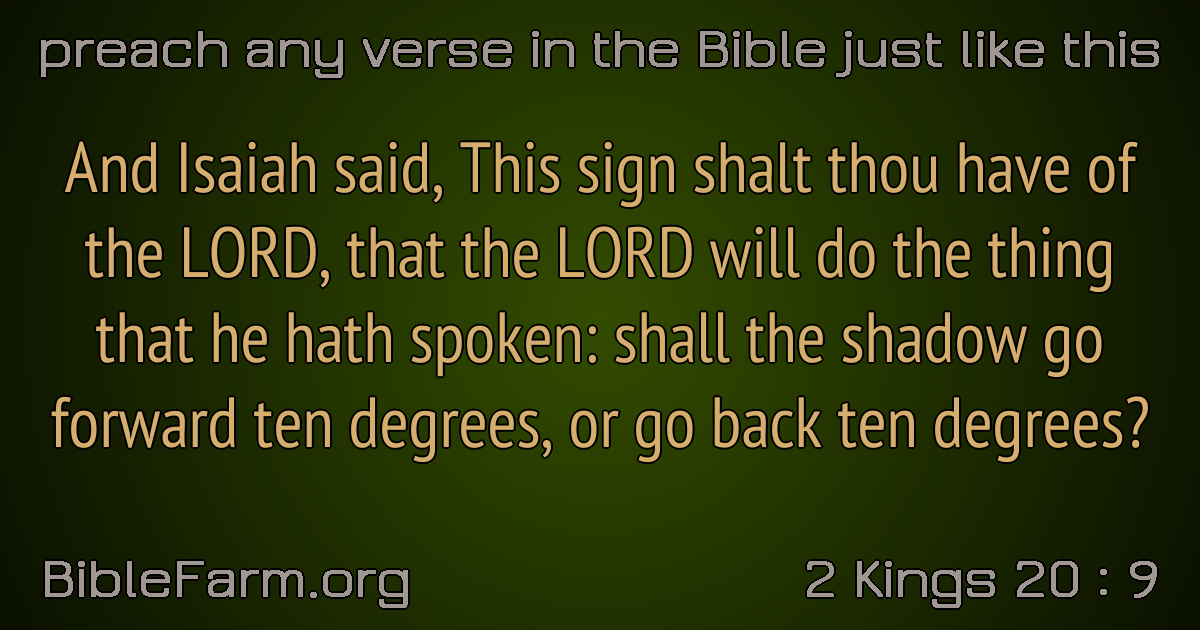 preach any verse in the Bible just like this
And Isaiah said, This sign shalt thou have of
the LORD, that the LORD will do the thing
that he hath spoken: shall the shadow go
forward ten degrees, or go back ten degrees?
BibleFarm.org
2 Kings 20 : 9